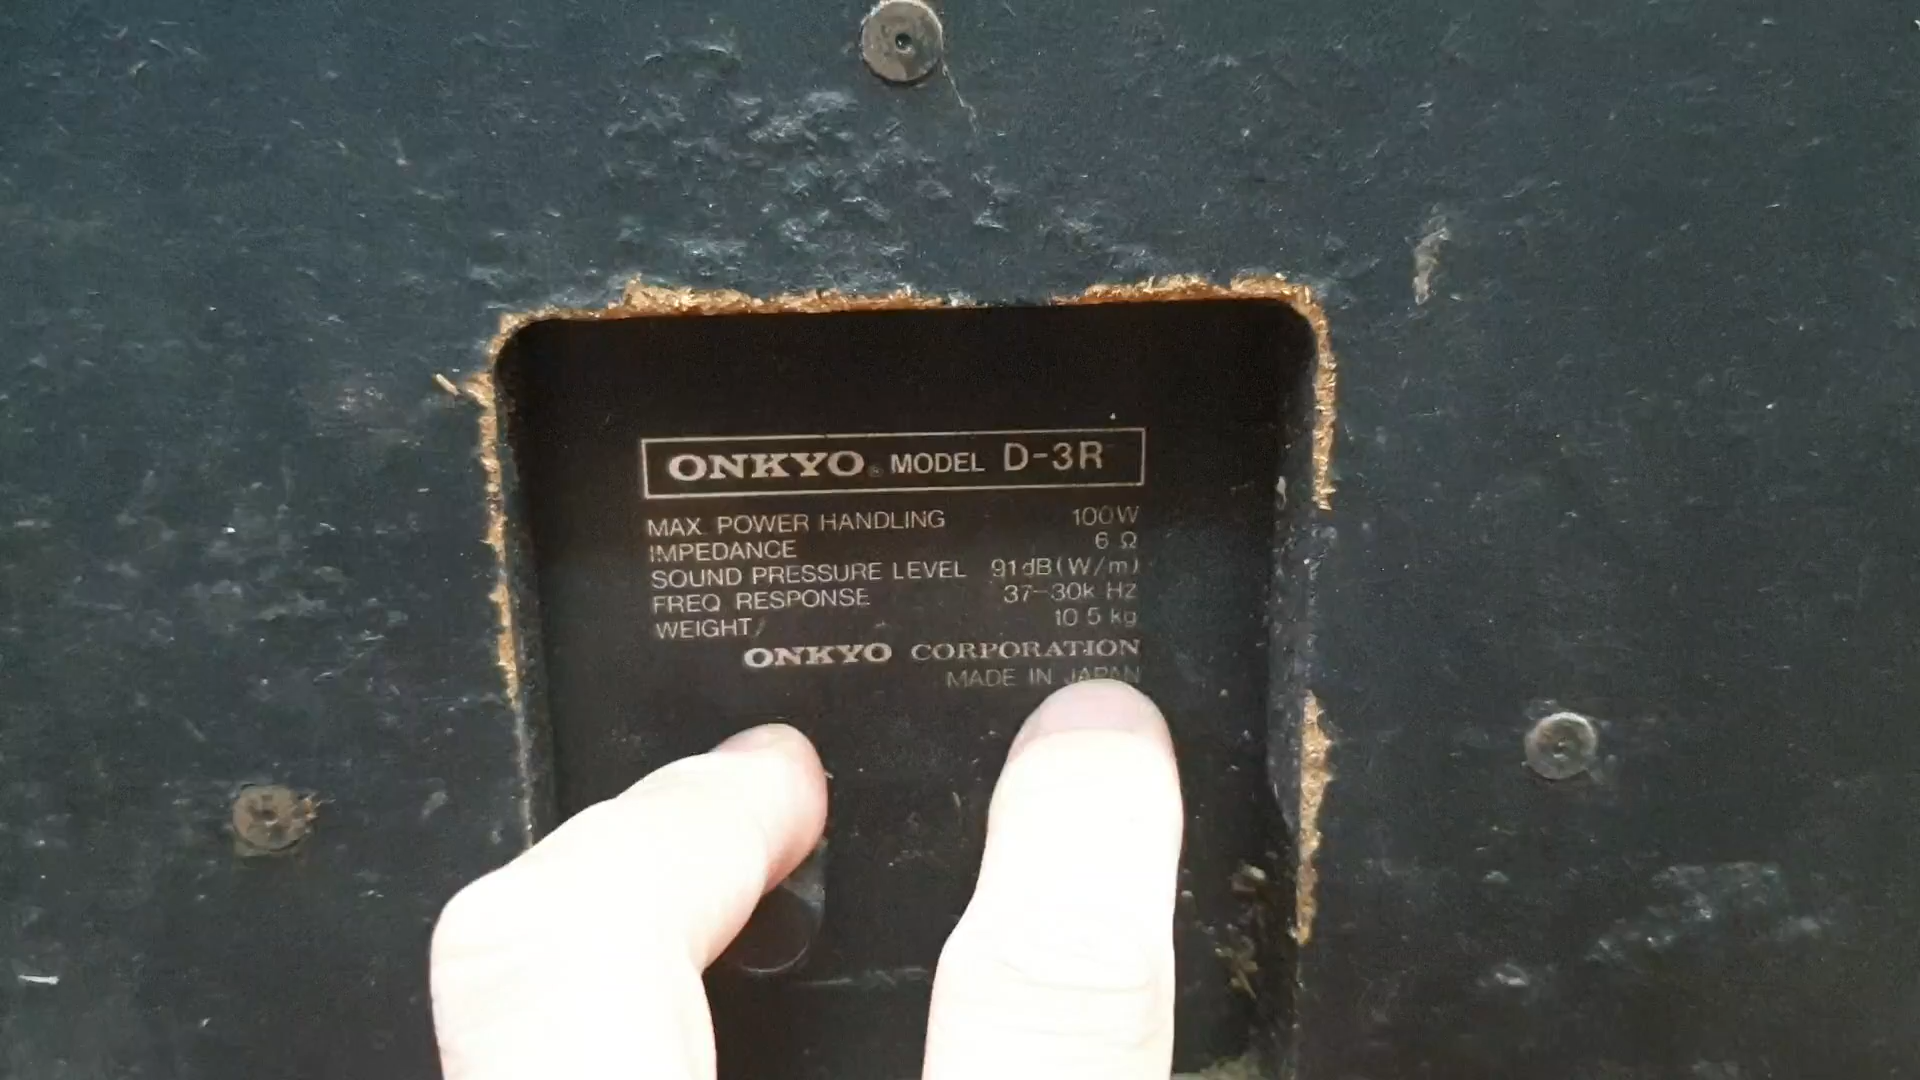 ONKYO® MODEL D-3R
MAX. POWER HANDLING 100W
IMPEDANCE 6 Ω
SOUND PRESSURE LEVEL 91dB(W/m)
FREQ RESPONSE 37-30k Hz
WEIGHT 10.5 kg
ONKYO CORPORATION
MADE IN JAPAN